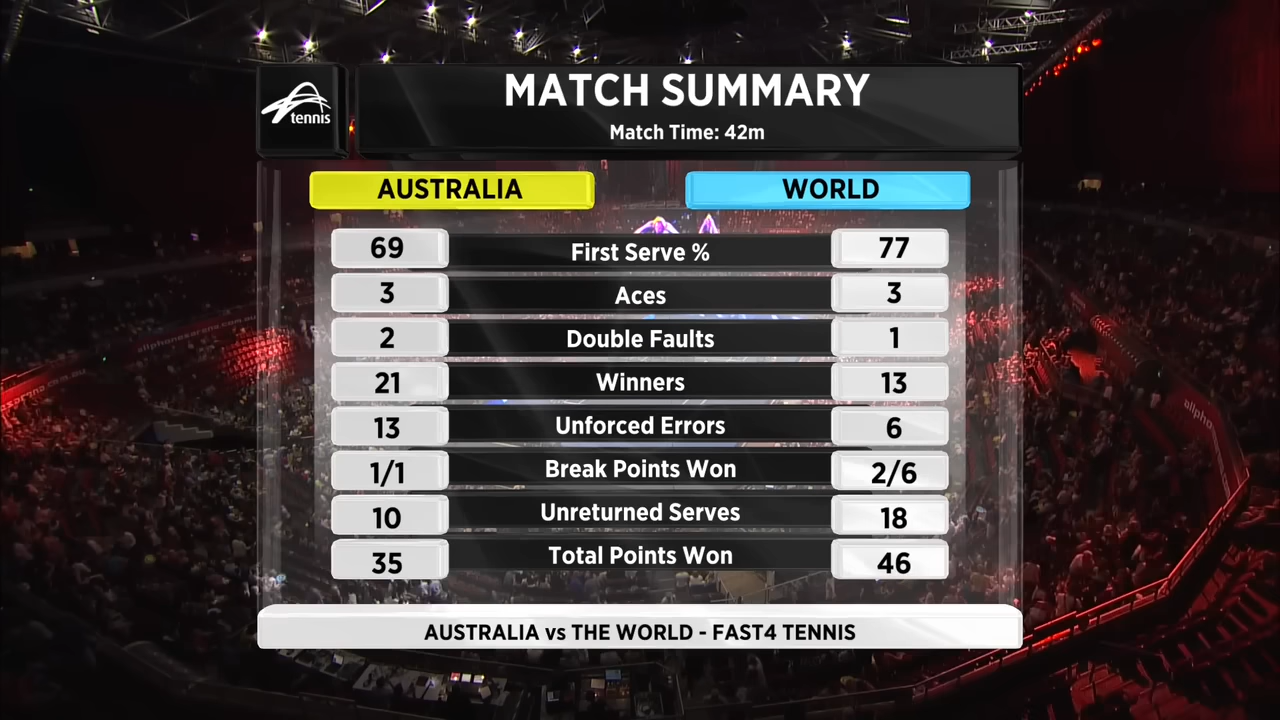 tennis
MATCH SUMMARY
Match Time: 42m
AUSTRALIA WORLD
69 First Serve % 77
3 Aces 3
2 Double Faults 1
21 Winners 13
13 Unforced Errors 6
1/1 Break Points Won 2/6
10 Unreturned Serves 18
35 Total Points Won 46
AUSTRALIA vs THE WORLD - FAST4 TENNIS